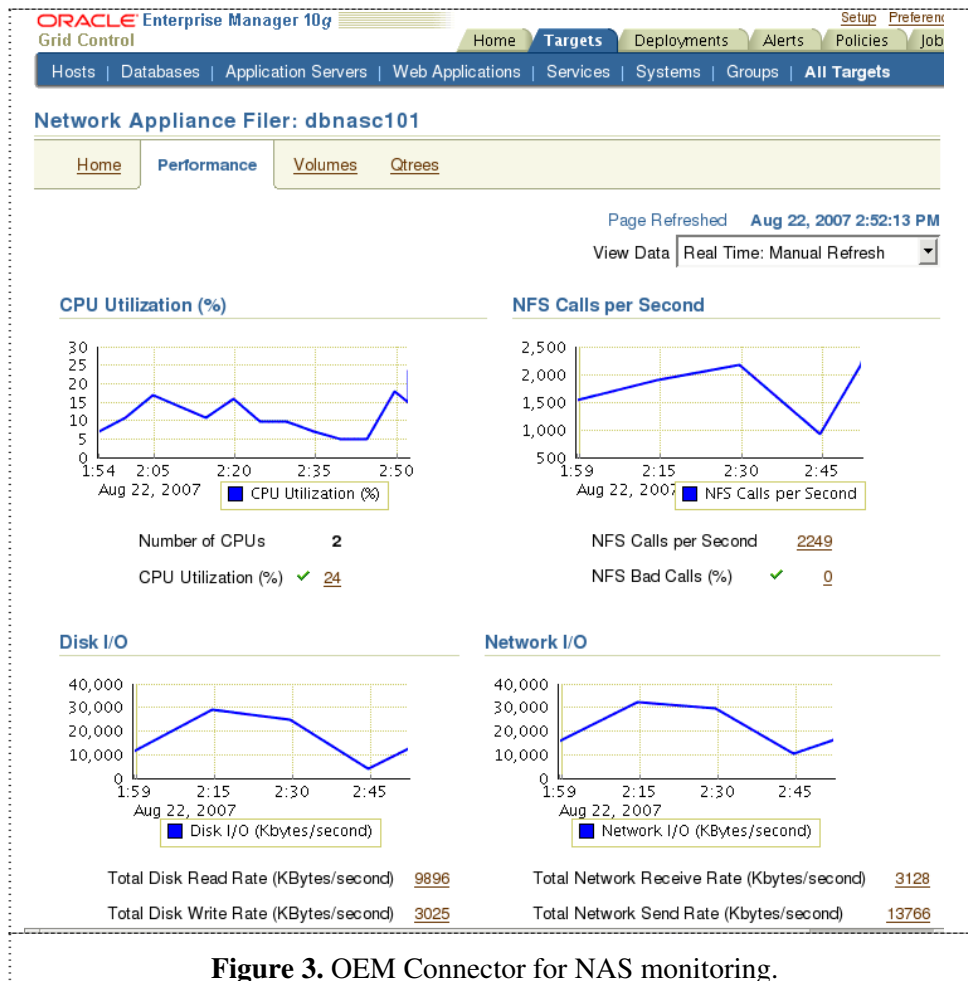 ORACLE Enterprise Manager 10g
Grid Control
Setup Preferenc
Home Targets Deployments Alerts Policies Job
Hosts | Databases | Application Servers | Web Applications | Services | Systems | Groups | All Targets
Network Appliance Filer: dbnasc101
Home Performance Volumes Qtrees
Page Refreshed Aug 22, 2007 2:52:13 PM
View Data Real Time: Manual Refresh
CPU Utilization (%)
30
25
20
15
10
5
0
1:54 2:05 2:20 2:35 2:50
Aug 22, 2007
CPU Utilization (%)
Number of CPUs 2
CPU Utilization (%) 24
NFS Calls per Second
2,500
2,000
1,500
1,000
500
1:59 2:15 2:30 2:45
Aug 22, 2007
NFS Calls per Second
NFS Calls per Second 2249
NFS Bad Calls (%) 0
Disk I/O
40,000
30,000
20,000
10,000
0
1:59 2:15 2:30 2:45
Aug 22, 2007
Disk I/O (Kbytes/second)
Total Disk Read Rate (KBytes/second) 9896
Total Disk Write Rate (KBytes/second) 3025
Network I/O
40,000
30,000
20,000
10,000
0
1:59 2:15 2:30 2:45
Aug 22, 2007
Network I/O (KBytes/second)
Total Network Receive Rate (Kbytes/second) 3128
Total Network Send Rate (Kbytes/second) 13766
Figure 3. OEM Connector for NAS monitoring.